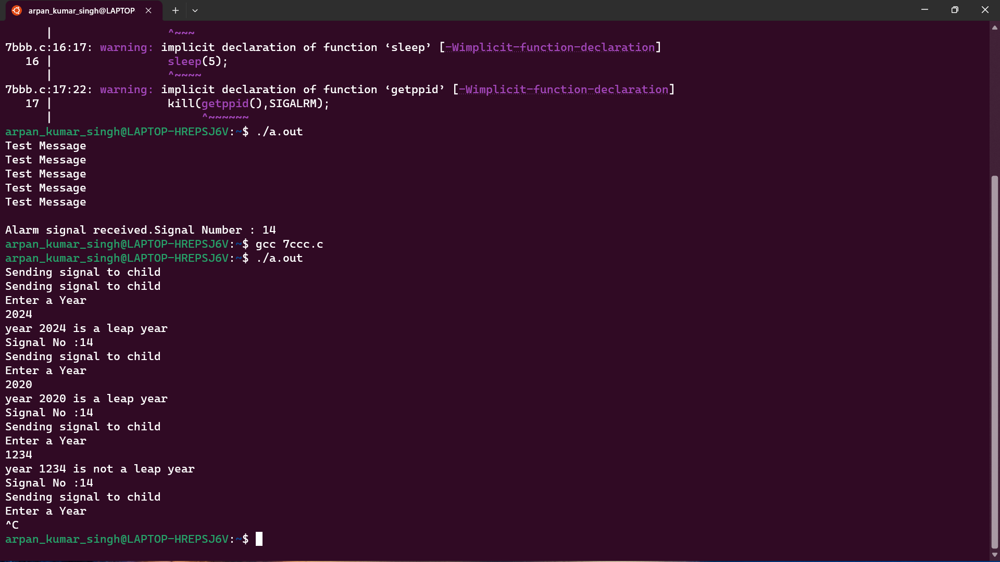 arpan_kumar_singh@LAPTOP
| ^~~~
7bbb.c:16:17: warning: implicit declaration of function ‘sleep’ [-Wimplicit-function-declaration]
16 | sleep(5);
| ^~~~~
7bbb.c:17:22: warning: implicit declaration of function ‘getppid’ [-Wimplicit-function-declaration]
17 | kill(getppid(),SIGALRM);
| ^~~~~~~
arpan_kumar_singh@LAPTOP-HREPSJ6V:~$ ./a.out
Test Message
Test Message
Test Message
Test Message
Test Message
Alarm signal received.Signal Number : 14
arpan_kumar_singh@LAPTOP-HREPSJ6V:~$ gcc 7ccc.c
arpan_kumar_singh@LAPTOP-HREPSJ6V:~$ ./a.out
Sending signal to child
Sending signal to child
Enter a Year
2024
year 2024 is a leap year
Signal No :14
Sending signal to child
Enter a Year
2020
year 2020 is a leap year
Signal No :14
Sending signal to child
Enter a Year
1234
year 1234 is not a leap year
Signal No :14
Sending signal to child
Enter a Year
^C
arpan_kumar_singh@LAPTOP-HREPSJ6V:~$